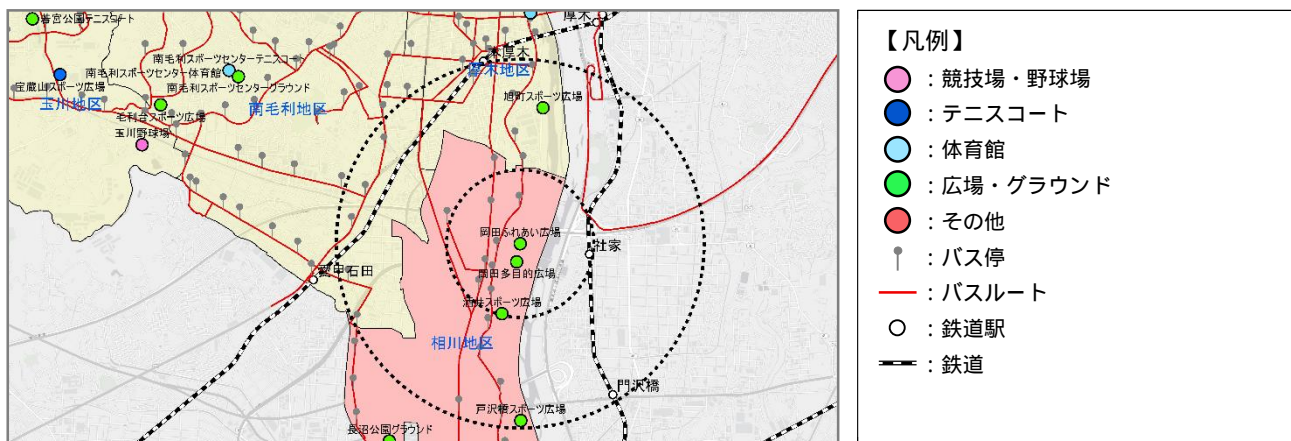 若宮公園テニスコート
厚木
本厚木
厚木地区
南毛利スポーツセンターテニスコート
南毛利スポーツセンター体育館
南毛利スポーツセンターグラウンド
宝蔵山スポーツ広場
玉川地区
南毛利地区
旭町スポーツ広場
毛利台スポーツ広場
玉川野球場
岡田ふれあい広場
社家
岡田多目的広場
愛甲石田
酒井スポーツ広場
相川地区
門沢橋
戸沢橋スポーツ広場
長沼公園グラウンド
【凡例】
：競技場・野球場
：テニスコート
：体育館
：広場・グラウンド
：その他
：バス停
：バスルート
：鉄道駅
：鉄道